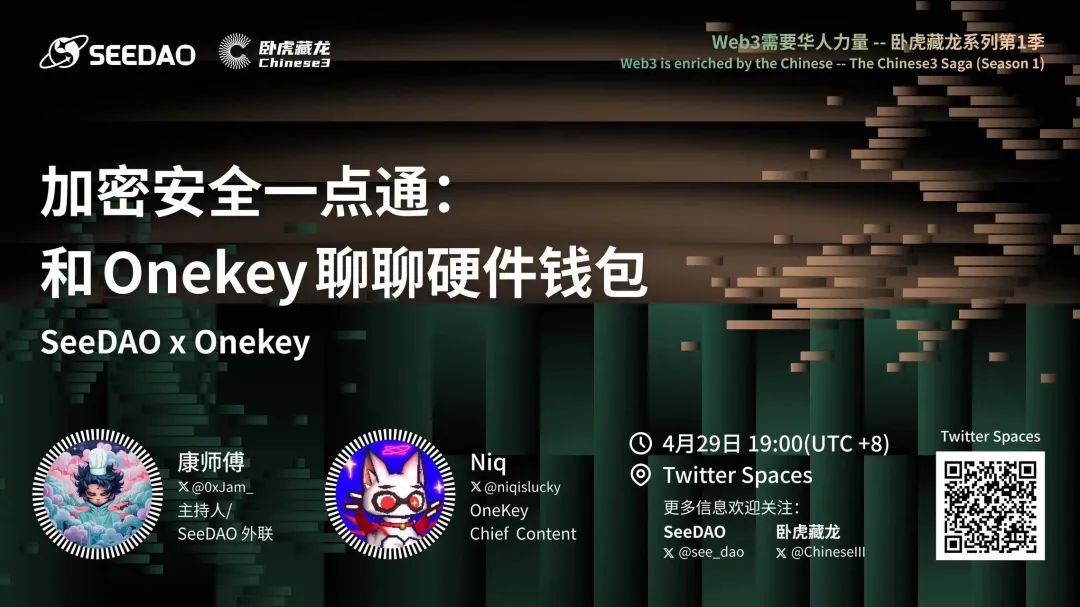 SEEDAO
卧虎藏龙
Chinese3
Web3需要华人力量 -- 卧虎藏龙系列第1季
Web3 is enriched by the Chinese -- The Chinese3 Saga (Season 1)
加密安全一点通：
和Onekey聊聊硬件钱包
SeeDAO x Onekey
康师傅
@0xJam_
主持人/
SeeDAO 外联
Niq
@niqislucky
OneKey
Chief Content
4月29日 19:00(UTC +8)
Twitter Spaces
更多信息欢迎关注：
SeeDAO 卧虎藏龙
@see_dao @ChineseIII
Twitter Spaces